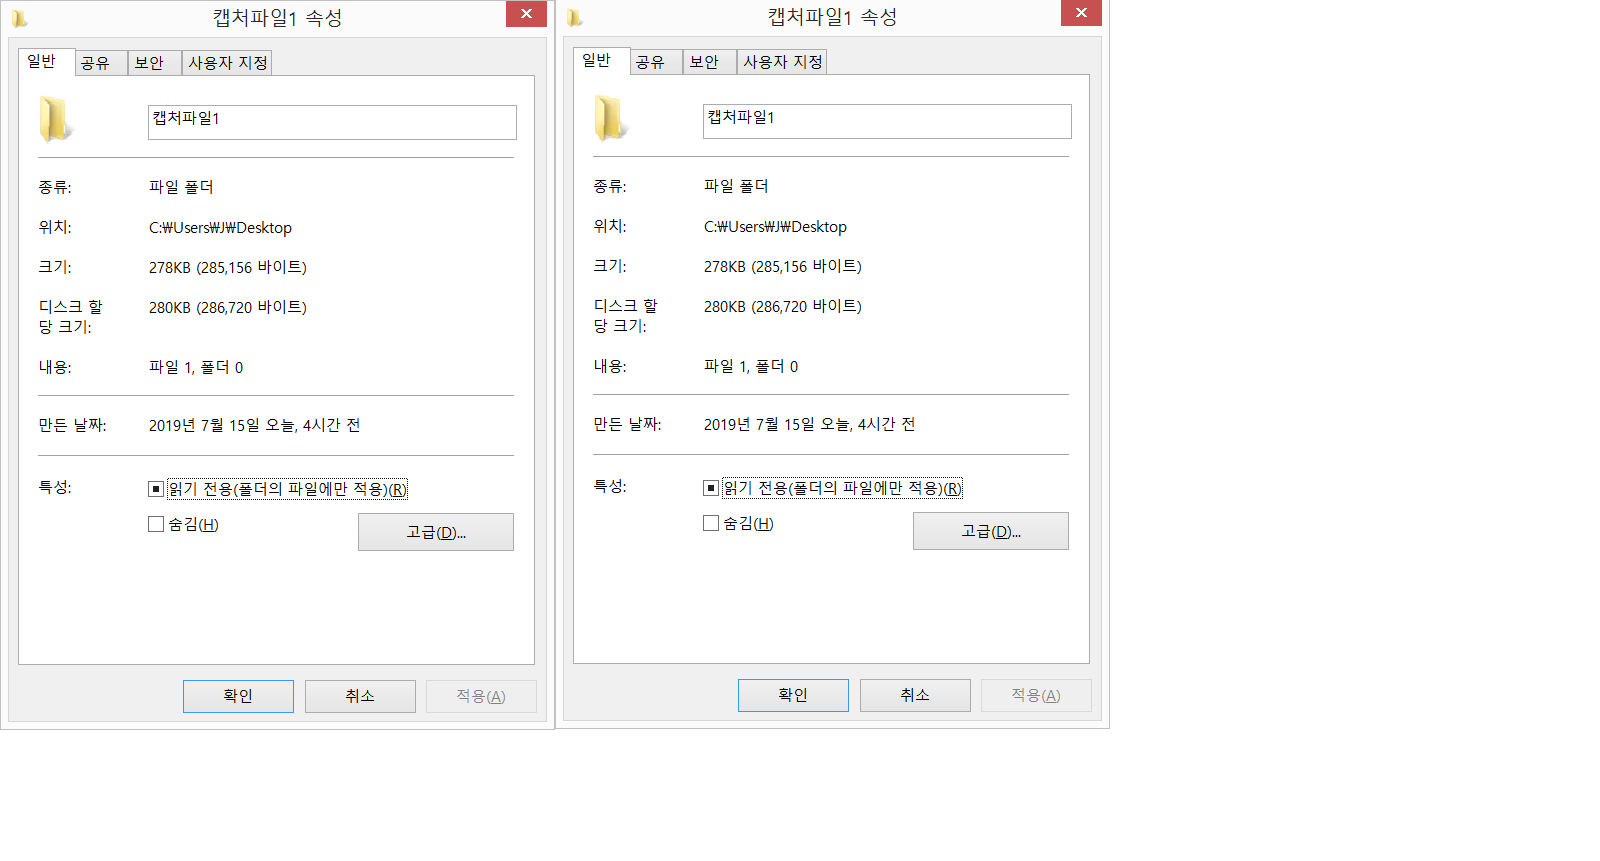 캡처파일1 속성
일반 공유 보안 사용자 지정
캡처파일1
종류: 파일 폴더
위치: C:₩Users₩J₩Desktop
크기: 278KB (285,156 바이트)
디스크 할 280KB (286,720 바이트)
당 크기:
내용: 파일 1, 폴더 0
만든 날짜: 2019년 7월 15일 오늘, 4시간 전
특성: 읽기 전용(폴더의 파일에만 적용)(R)
숨김(H) 고급(D)...
확인 취소 적용(A)
캡처파일1 속성
일반 공유 보안 사용자 지정
캡처파일1
종류: 파일 폴더
위치: C:₩Users₩J₩Desktop
크기: 278KB (285,156 바이트)
디스크 할 280KB (286,720 바이트)
당 크기:
내용: 파일 1, 폴더 0
만든 날짜: 2019년 7월 15일 오늘, 4시간 전
특성: 읽기 전용(폴더의 파일에만 적용)(R)
숨김(H) 고급(D)...
확인 취소 적용(A)